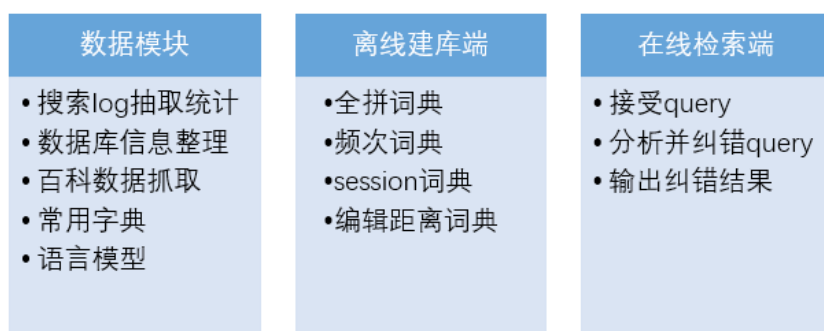 数据模块
• 搜索log抽取统计
• 数据库信息整理
• 百科数据抓取
• 常用字典
• 语言模型
离线建库端
•全拼词典
•频次词典
•session词典
•编辑距离词典
在线检索端
• 接受query
• 分析并纠错query
• 输出纠错结果